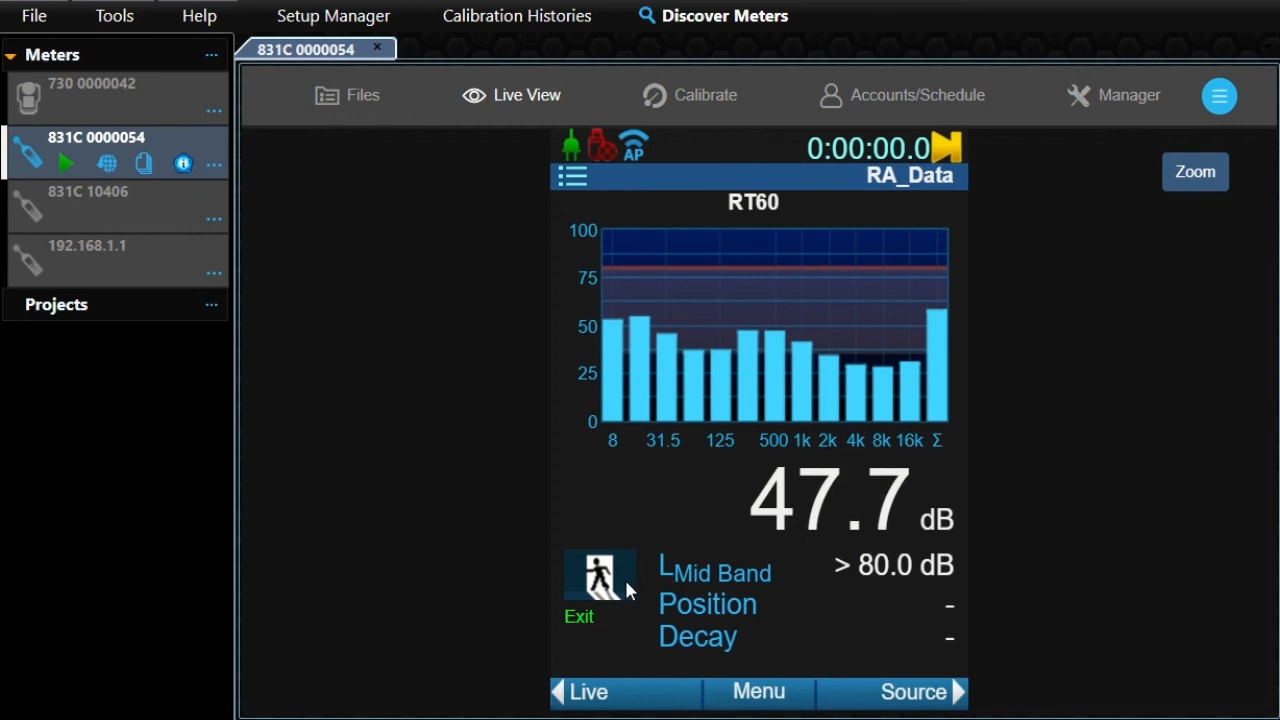 File Tools Help Setup Manager Calibration Histories Discover Meters
Meters ...
831C 0000054 ×
730 0000042
...
Files Live View Calibrate Accounts/Schedule Manager
831C 0000054
...
831C 10406
...
192.168.1.1
...
Projects ...
AP 0:00:00.0
RA_Data
Zoom
RT60
100
75
50
25
0
8 31.5 125 500 1k 2k 4k 8k 16k Σ
47.7 dB
LMid Band > 80.0 dB
Exit
Position -
Decay -
Live Menu Source